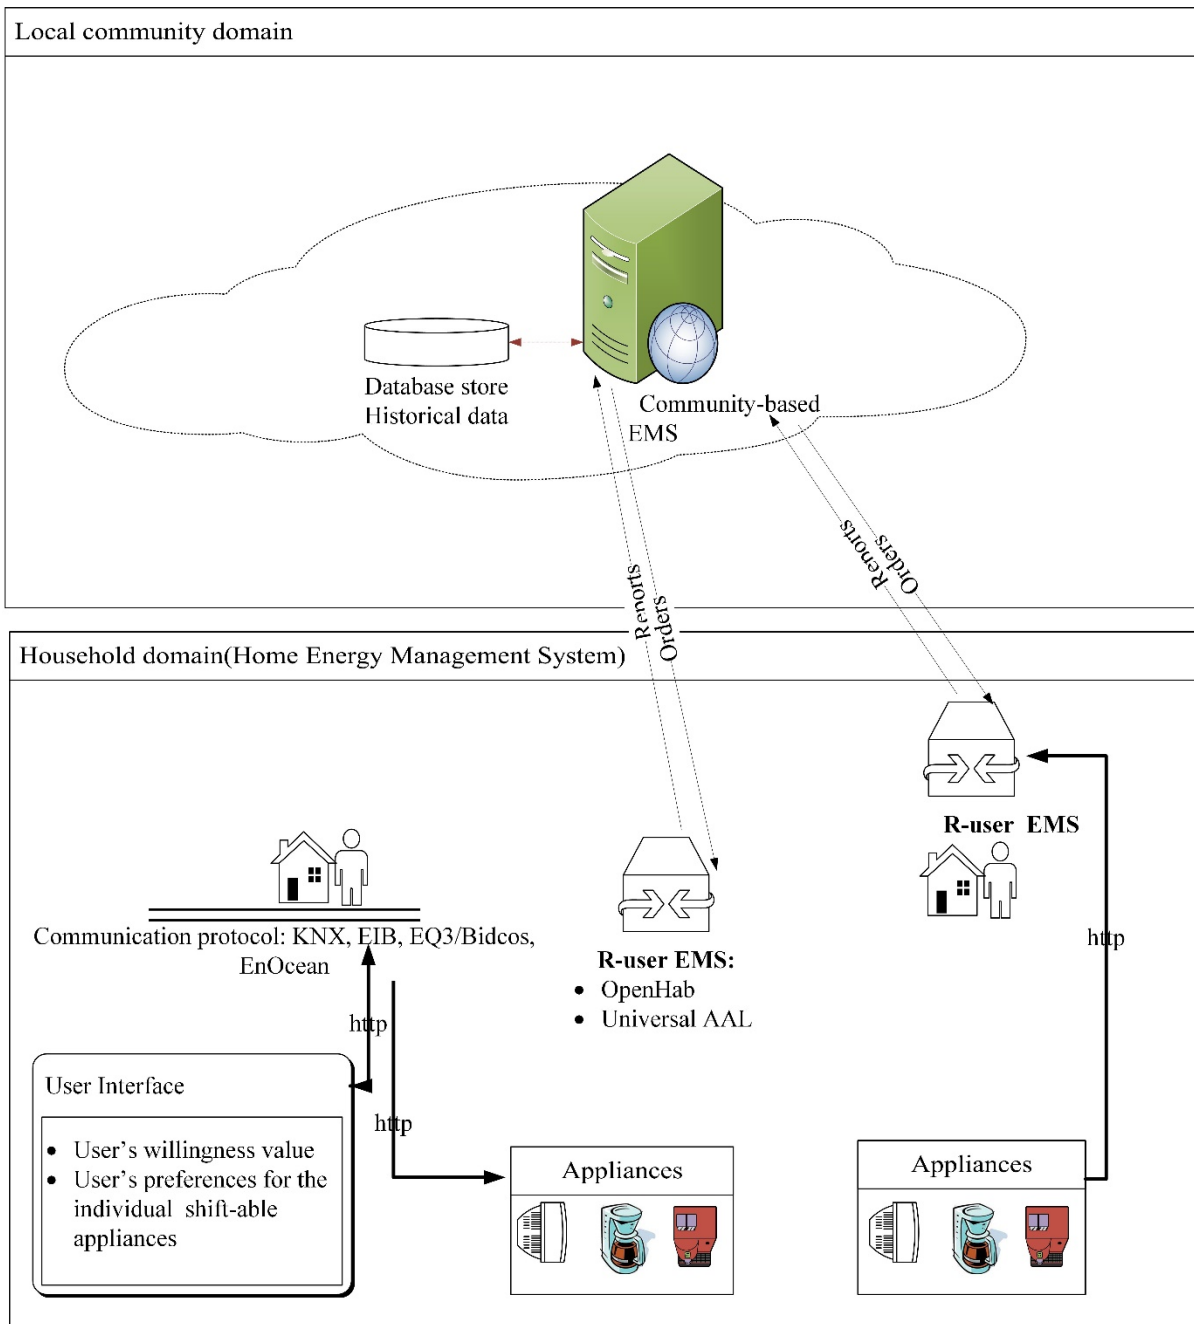 Local community domain
Database store
Historical data
Community-based
EMS
Reports
Orders
Reports
Orders
Household domain(Home Energy Management System)
R-user EMS
http
Communication protocol: KNX, EIB, EQ3/Bidcos,
EnOcean
R-user EMS:
• OpenHab
• Universal AAL
http
User Interface
• User’s willingness value
• User’s preferences for the
individual shift-able
appliances
http
Appliances
Appliances